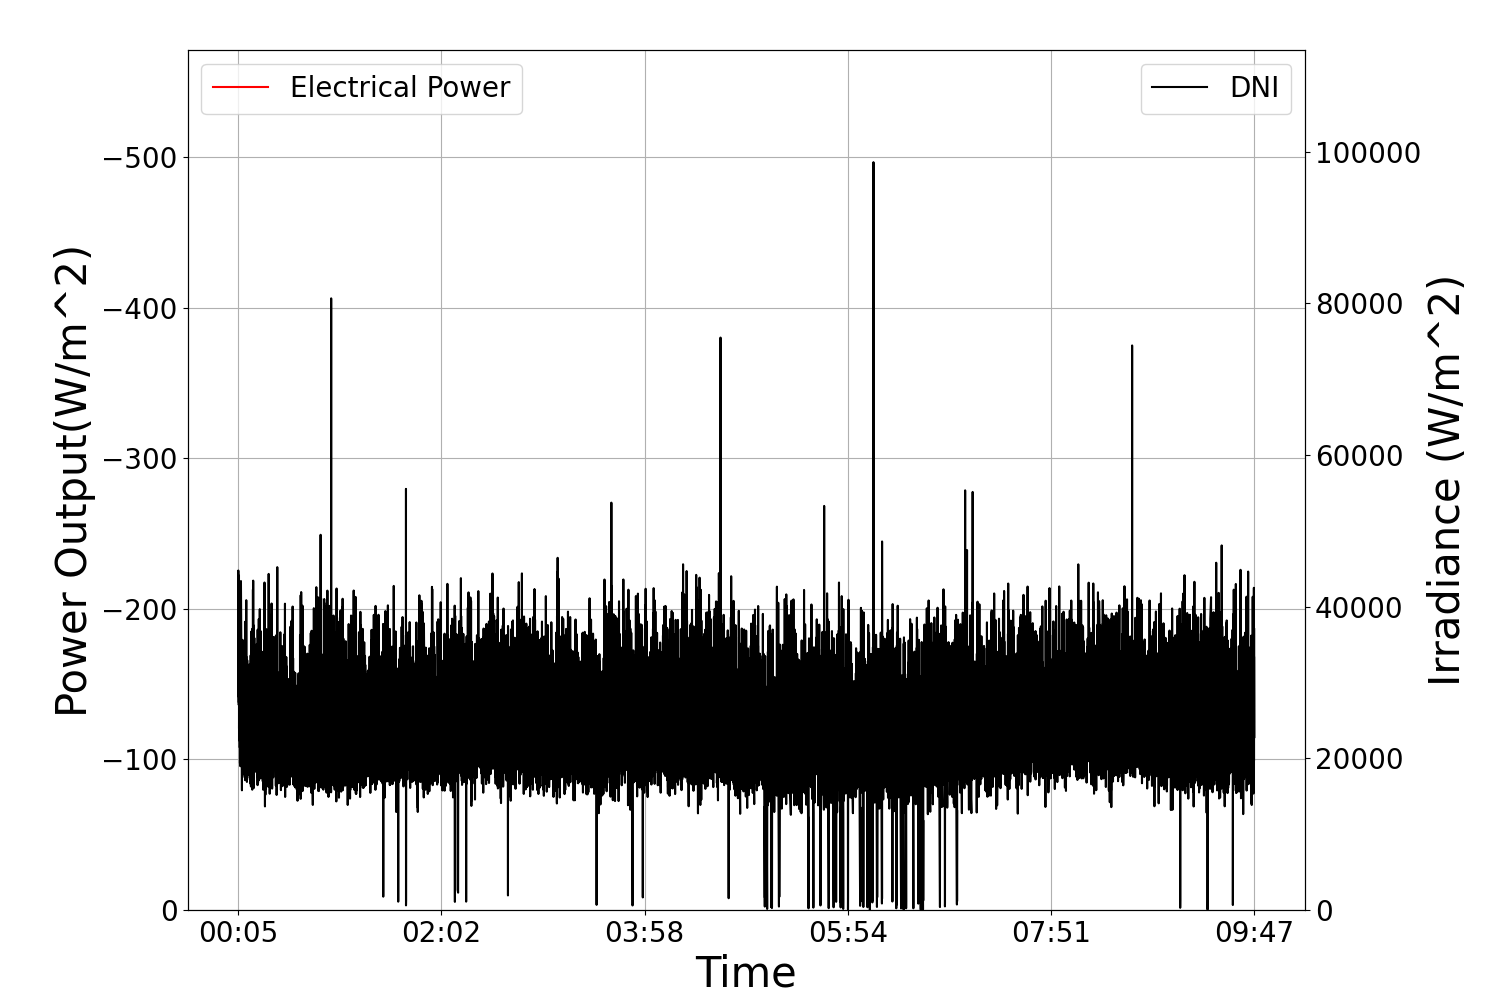 Electrical Power
DNI
Power Output(W/m^2)
−500
−400
−300
−200
−100
0
100000
80000
60000
40000
20000
0
Irradiance (W/m^2)
00:05 02:02 03:58 05:54 07:51 09:47
Time